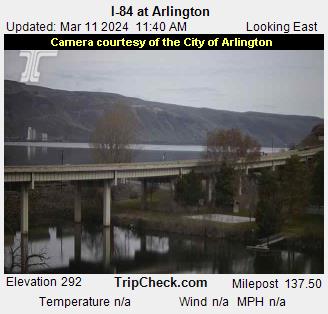 I-84 at Arlington
Updated: Mar 11 2024 11:40 AM Looking East
Camera courtesy of the City of Arlington
Elevation 292 TripCheck.com Milepost 137.50
Temperature n/a Wind n/a MPH n/a